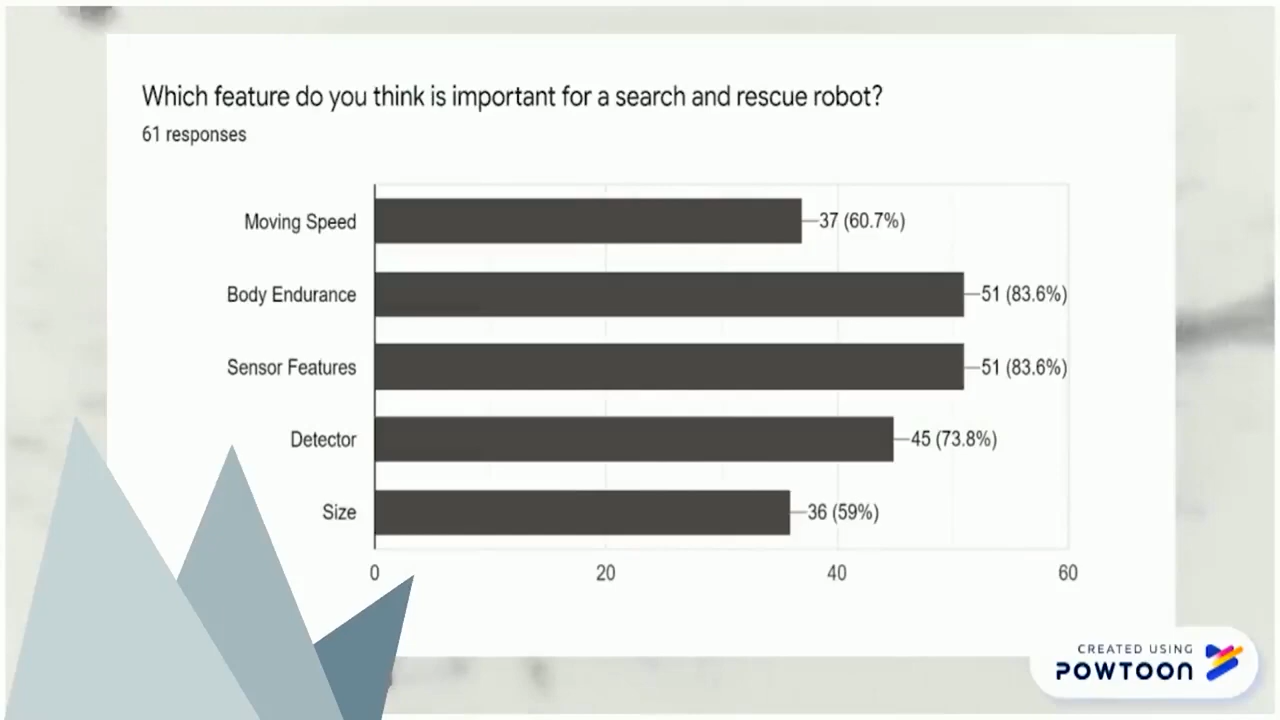 Which feature do you think is important for a search and rescue robot?
61 responses
Moving Speed
37 (60.7%)
Body Endurance
51 (83.6%)
Sensor Features
51 (83.6%)
Detector
45 (73.8%)
Size
36 (59%)
0 20 40 60
CREATED USING
POWTOON